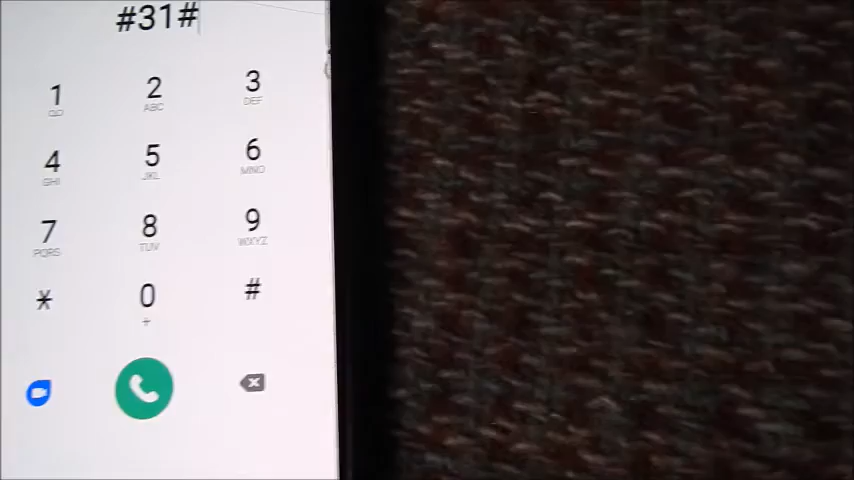 #31#
1 2 3
ABC DEF
4 5 6
GHI JKL MNO
7 8 9
PQRS TUV WXYZ
* 0 #
+